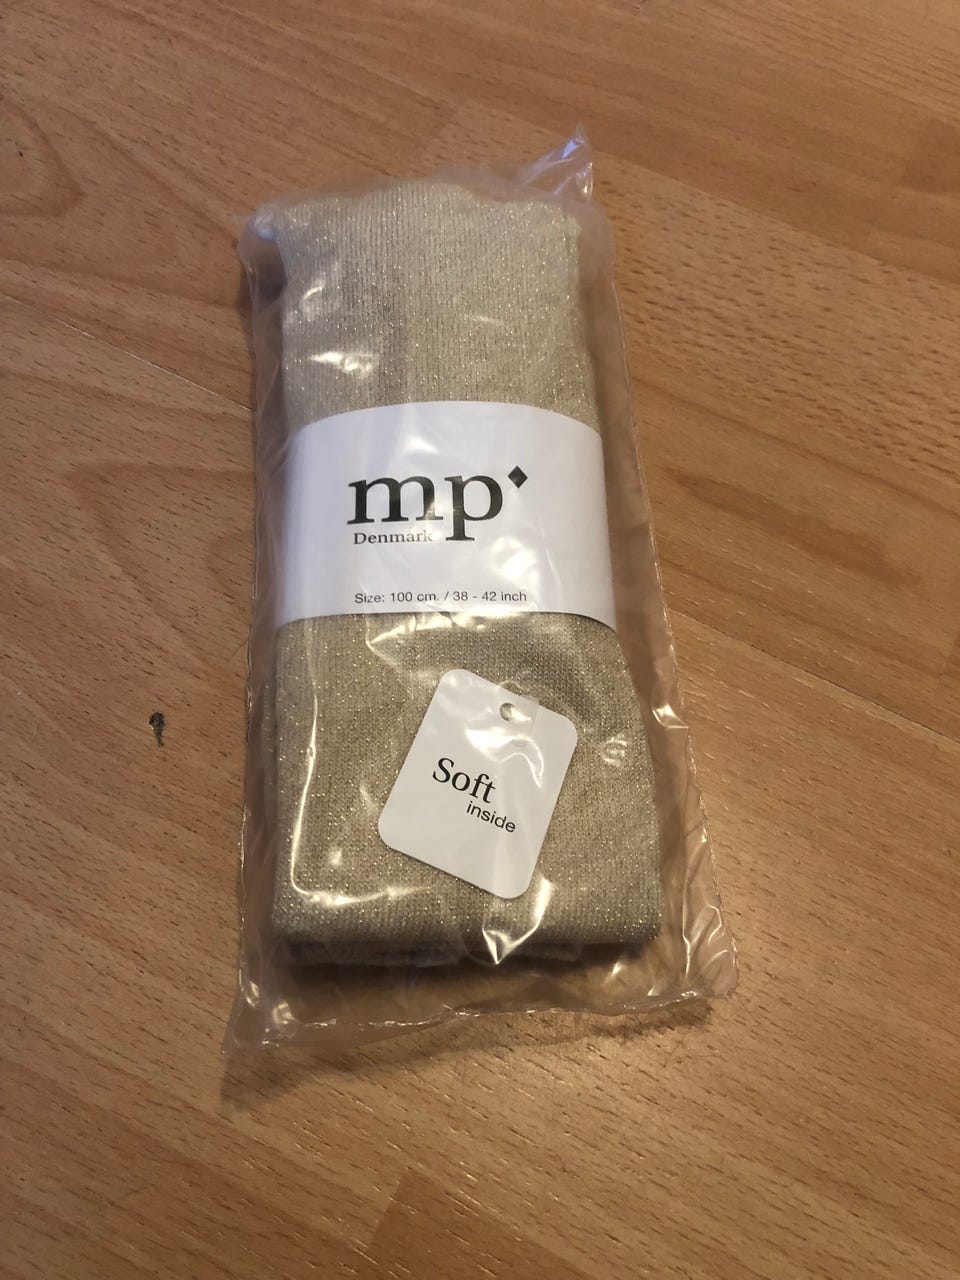 mp
Denmark
Size: 100 cm. / 38 - 42 inch
Soft
inside